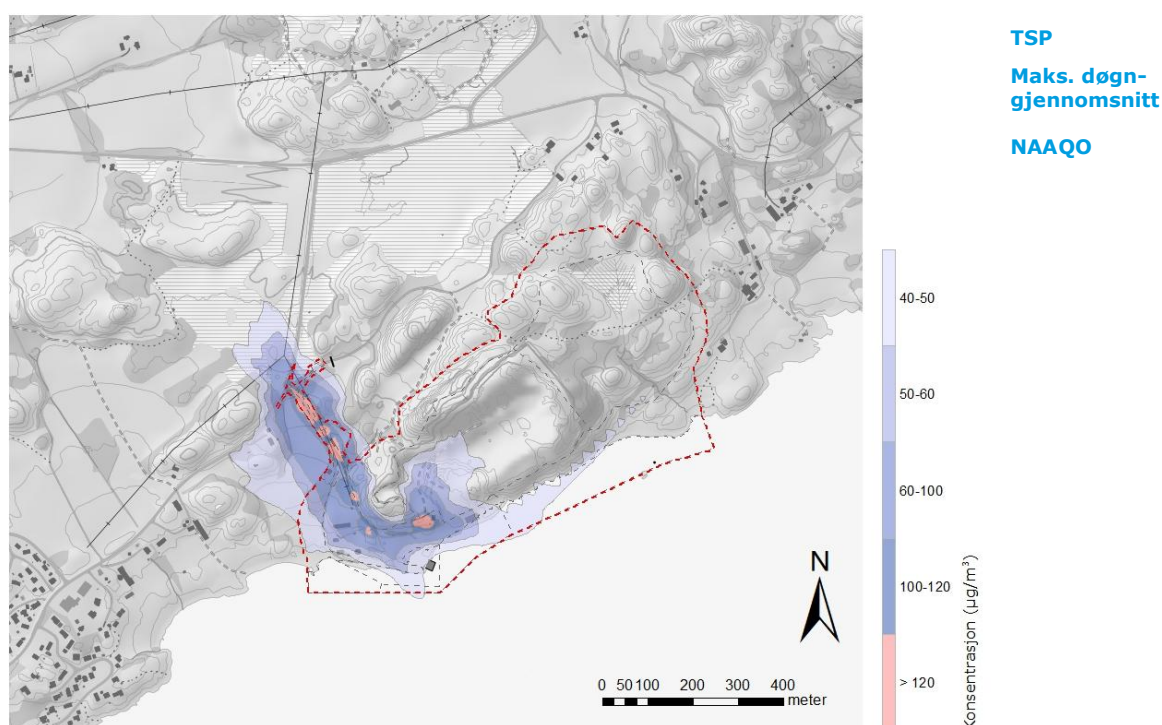 TSP
Maks. døgn-
gjennomsnitt
NAAQO
40-50
50-60
60-100
100-120
> 120
Konsentrasjon (µg/m³)
N
0 50 100 200 300 400
meter